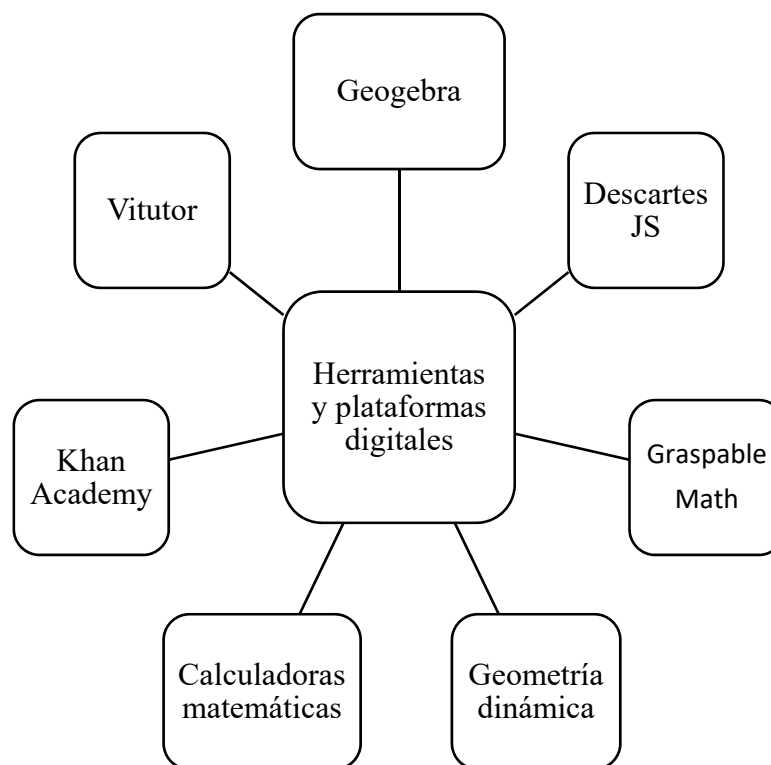 Geogebra
Vitutor
Descartes
JS
Herramientas
y plataformas
digitales
Khan
Academy
Graspable
Math
Calculadoras
matemáticas
Geometría
dinámica